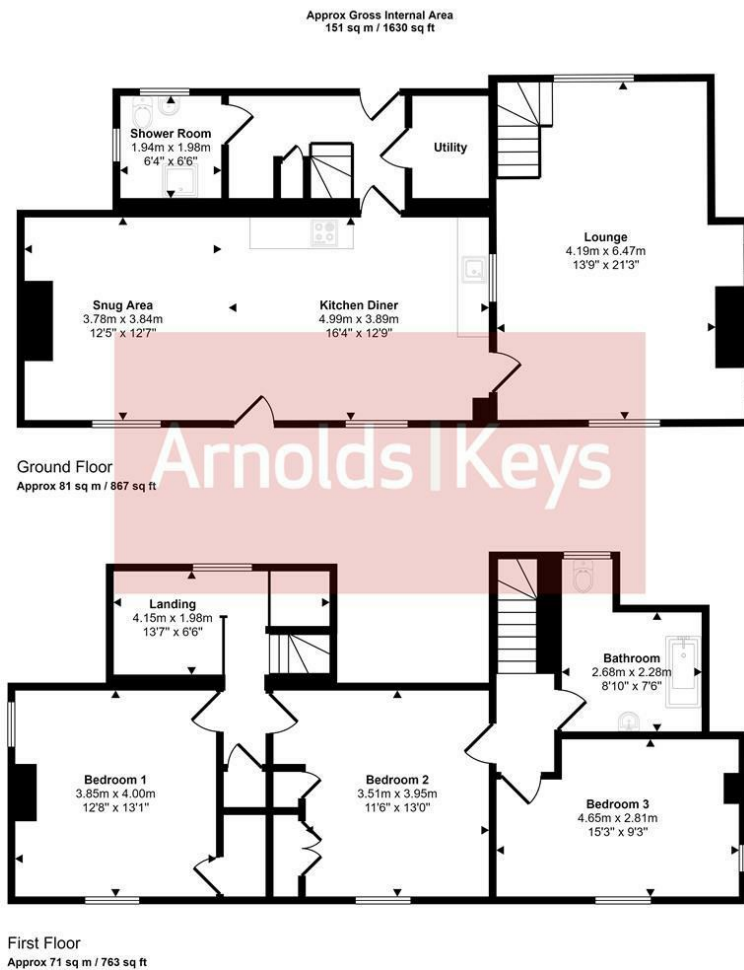 Approx Gross Internal Area
151 sq m / 1630 sq ft
Shower Room
1.94m x 1.98m
6'4" x 6'6"
Utility
Lounge
4.19m x 6.47m
13'9" x 21'3"
Snug Area
3.78m x 3.84m
12'5" x 12'7"
Kitchen Diner
4.99m x 3.89m
16'4" x 12'9"
Ground Floor
Approx 81 sq m / 867 sq ft
Arnolds | Keys
Landing
4.15m x 1.98m
13'7" x 6'6"
Bathroom
2.68m x 2.28m
8'10" x 7'6"
Bedroom 1
3.85m x 4.00m
12'8" x 13'1"
Bedroom 2
3.51m x 3.95m
11'6" x 13'0"
Bedroom 3
4.65m x 2.81m
15'3" x 9'3"
First Floor
Approx 71 sq m / 763 sq ft